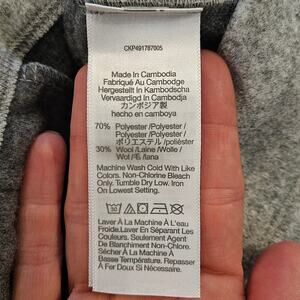 CKP491787005
Made In Cambodia
Fabriqué Au Cambodge
Hergestellt In Kambodscha
Vervaardigd In Cambodja
カンボジア製
hecho en camboya
70% Polyester /Polyester/
Polyester /Polyester /
ポリエステル /poliéster
30% Wool /Laine /Wolle /
Wol /毛 /lana
Machine Wash Cold With Like
Colors. Non-Chlorine Bleach
Only. Tumble Dry Low. Iron
On Lowest Setting.
Laver À La Machine À L'eau
Froide.Laver En Séparant Les
Couleurs. Seulement Agent
De Blanchiment Non-Chloré.
Sécher À La Machine À
Basse Température. Repasser
À Fer Doux Si Nécessaire.